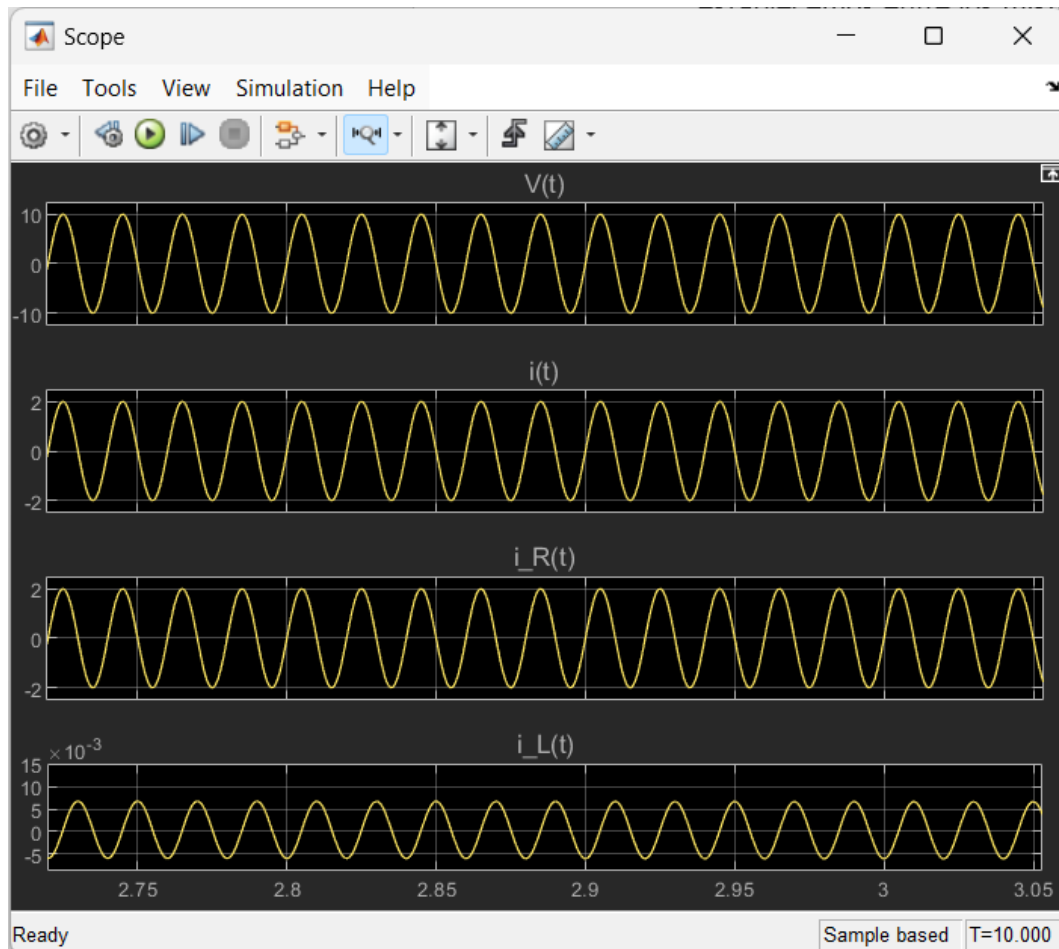 Scope
File Tools View Simulation Help
V(t)
10
0
-10
i(t)
2
0
-2
i_R(t)
2
0
-2
i_L(t)
×10-3
15
10
5
0
-5
2.75 2.8 2.85 2.9 2.95 3 3.05
Ready Sample based T=10.000